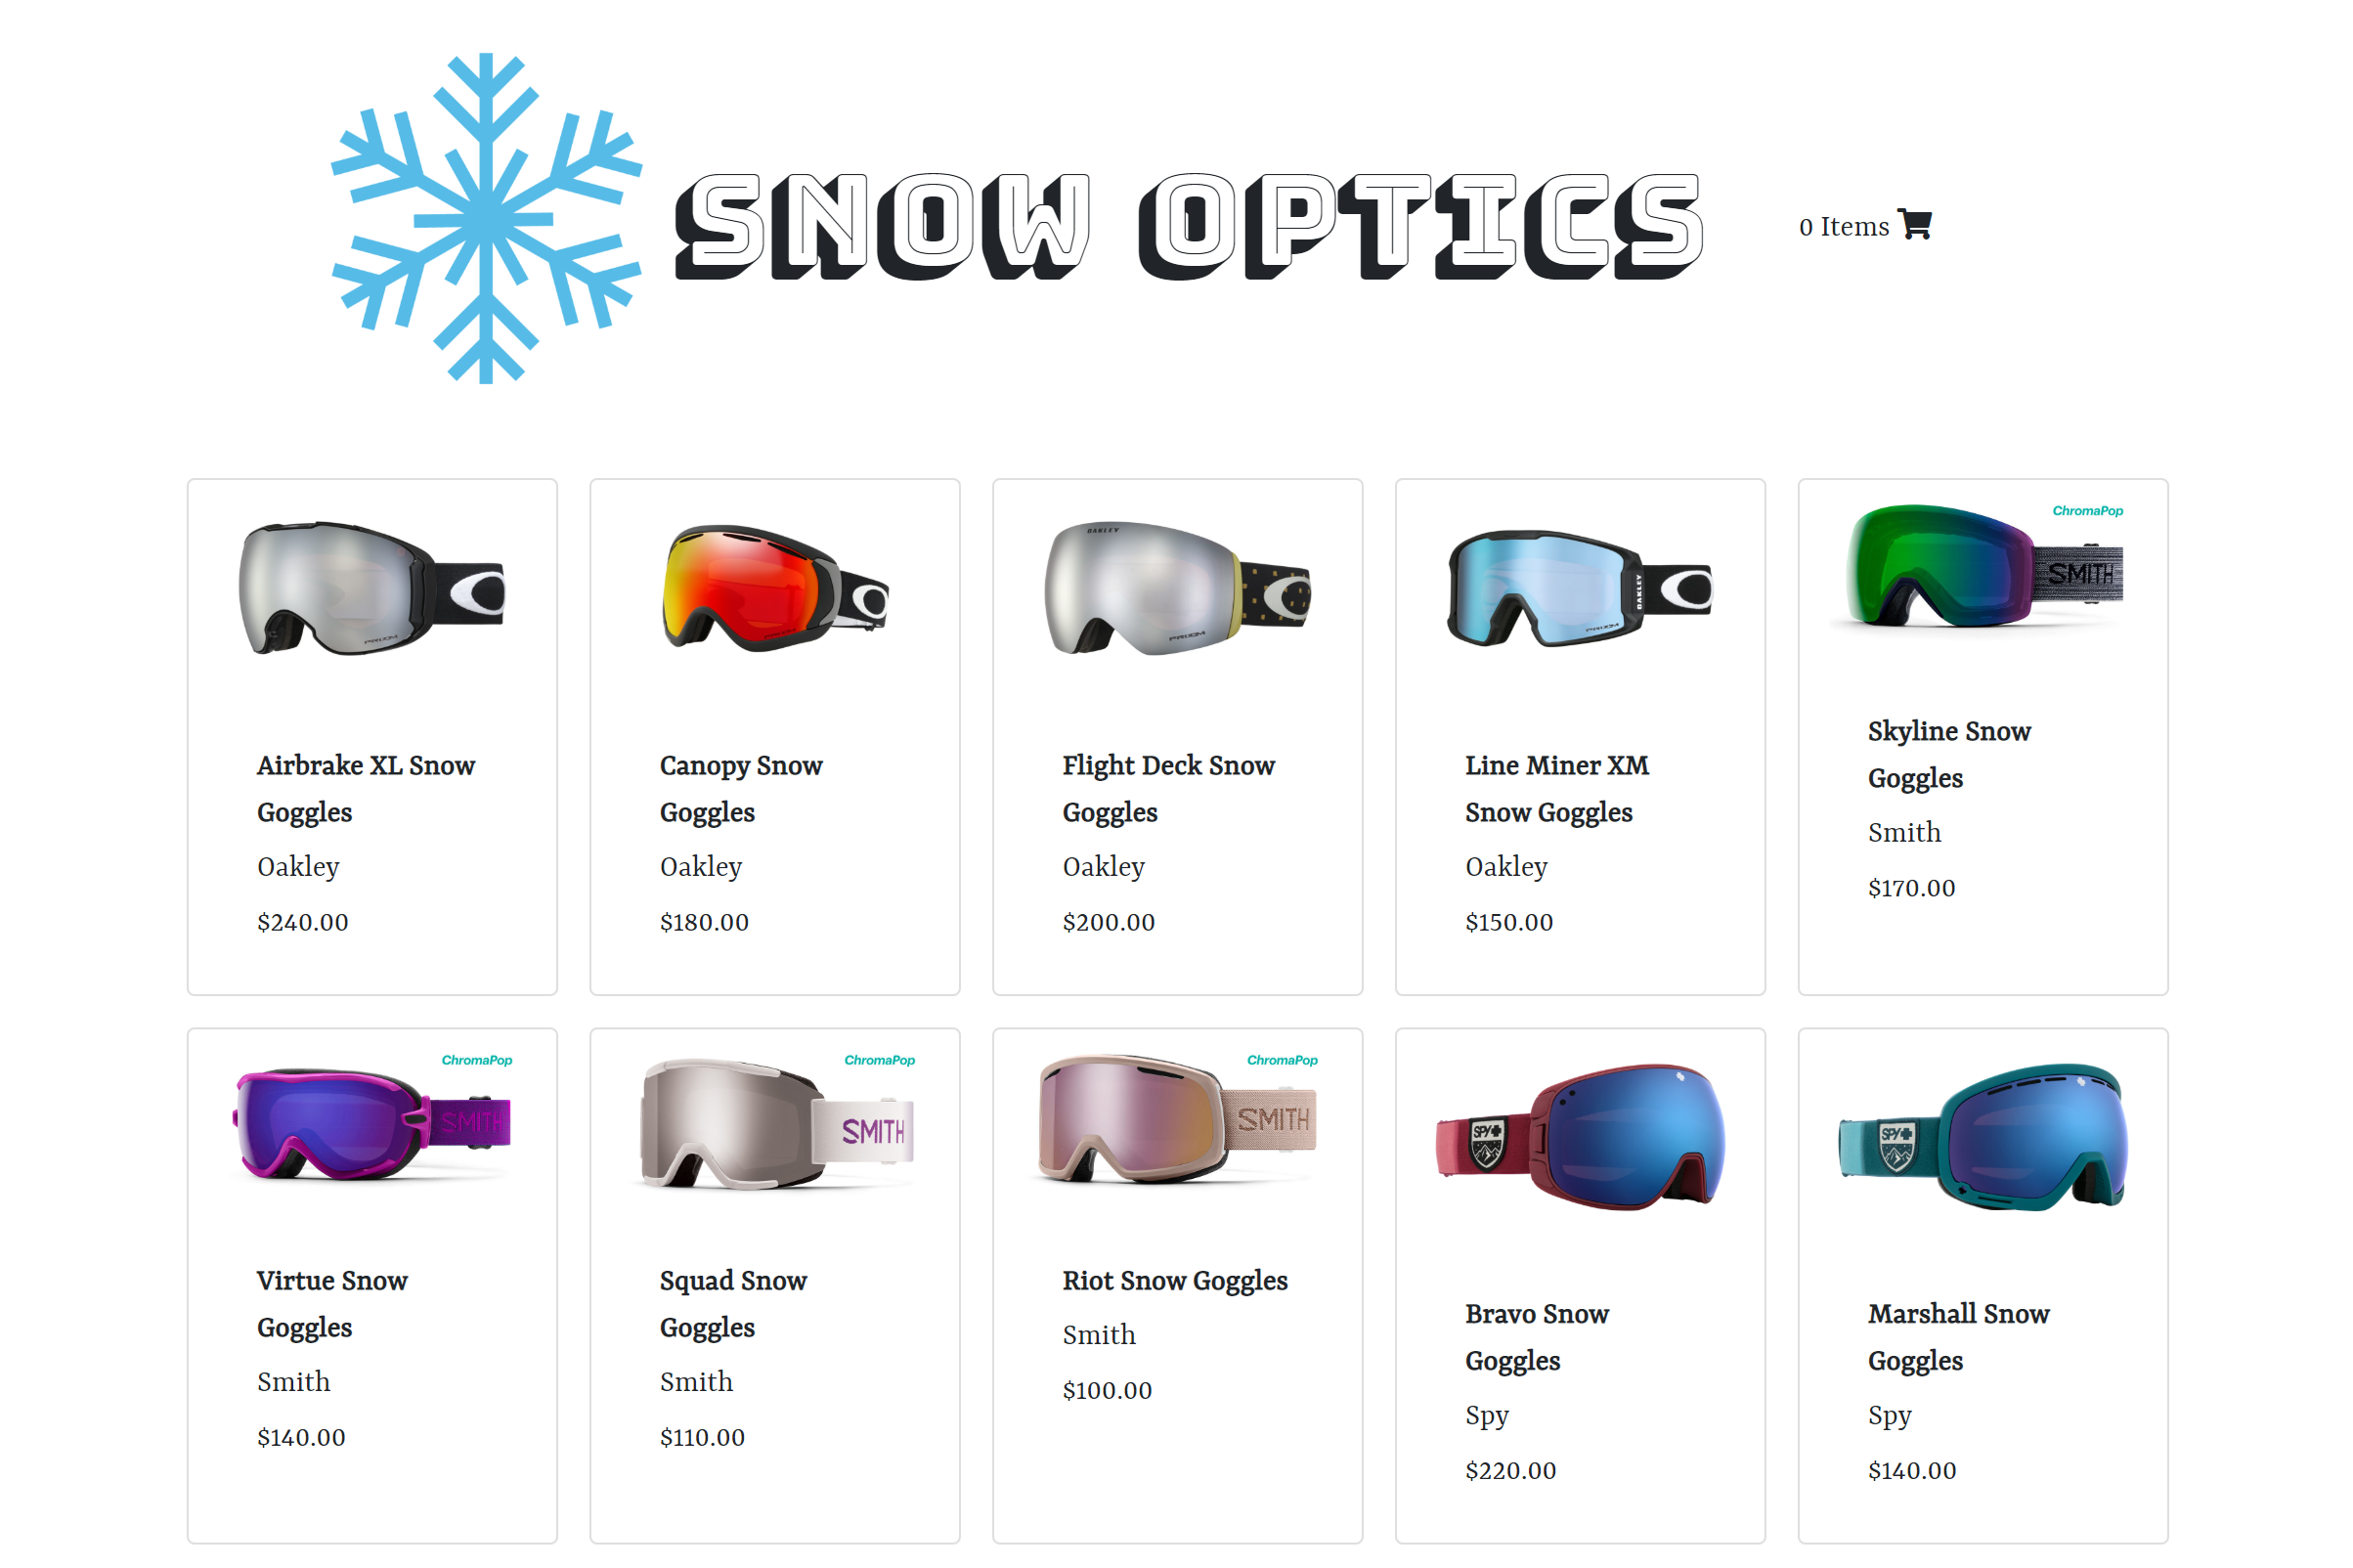 SNOW OPTICS
0 Items
OAKLEY
PRIZM
PRIZM
OAKLEY
PRIZM
ChromaPop
SMITH
Airbrake XL Snow
Goggles
Oakley
$240.00
Canopy Snow
Goggles
Oakley
$180.00
Flight Deck Snow
Goggles
Oakley
$200.00
Line Miner XM
Snow Goggles
Oakley
$150.00
Skyline Snow
Goggles
Smith
$170.00
ChromaPop
SMITH
Virtue Snow
Goggles
Smith
$140.00
ChromaPop
SMITH
Squad Snow
Goggles
Smith
$110.00
ChromaPop
SMITH
Riot Snow Goggles
Smith
$100.00
SPY
Bravo Snow
Goggles
Spy
$220.00
SPY
Marshall Snow
Goggles
Spy
$140.00